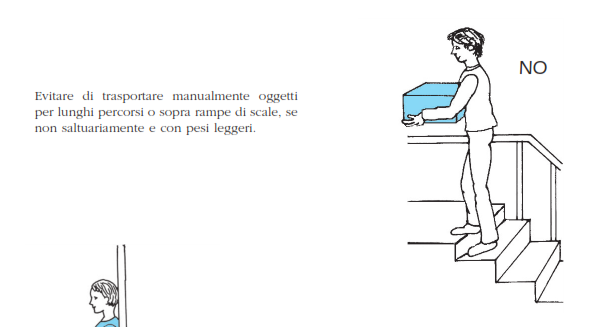 Evitare di trasportare manualmente oggetti
per lunghi percorsi o sopra rampe di scale, se
non saltuariamente e con pesi leggeri.
NO